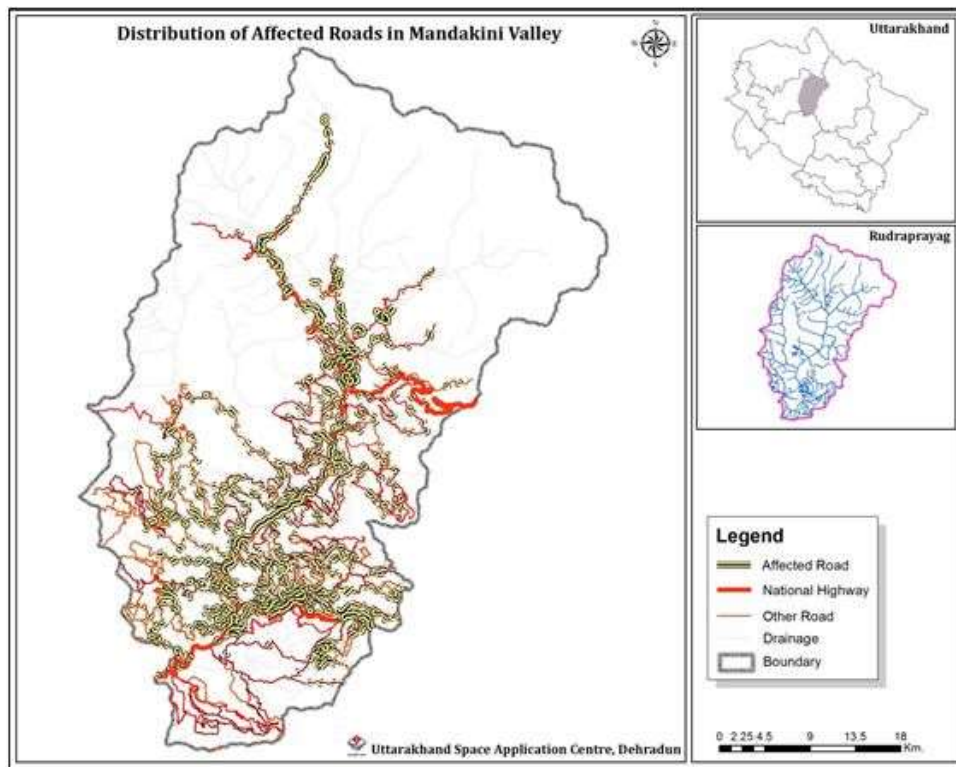 Distribution of Affected Roads in Mandakini Valley
N
W E
S
Uttarakhand
Rudraprayag
Legend
Affected Road
National Highway
Other Road
Drainage
Boundary
0 2.25 4.5 9 13.5 18
Km.
Uttarakhand Space Application Centre, Dehradun